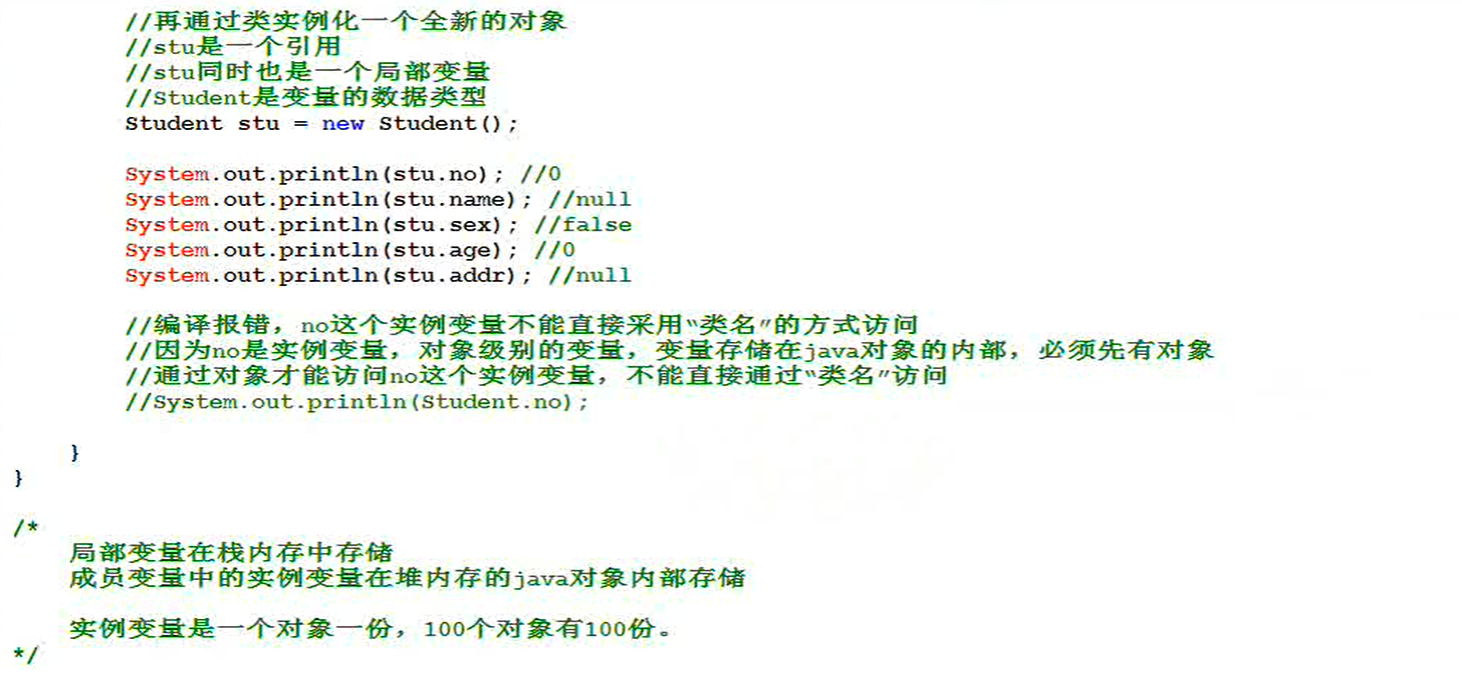 //再通过类实例化一个全新的对象
//stu是一个引用
//stu同时也是一个局部变量
//Student是变量的数据类型
Student stu = new Student();
System.out.println(stu.no); //0
System.out.println(stu.name); //null
System.out.println(stu.sex); //false
System.out.println(stu.age); //0
System.out.println(stu.addr); //null
//编译报错，no这个实例变量不能直接采用“类名”的方式访问
//因为no是实例变量，对象级别的变量，变量存储在java对象的内部，必须先有对象
//通过对象才能访问no这个实例变量，不能直接通过“类名”访问
//System.out.println(Student.no);
}
}
/*
局部变量在栈内存中存储
成员变量中的实例变量在堆内存的java对象内部存储
实例变量是一个对象一份，100个对象有100份。
*/